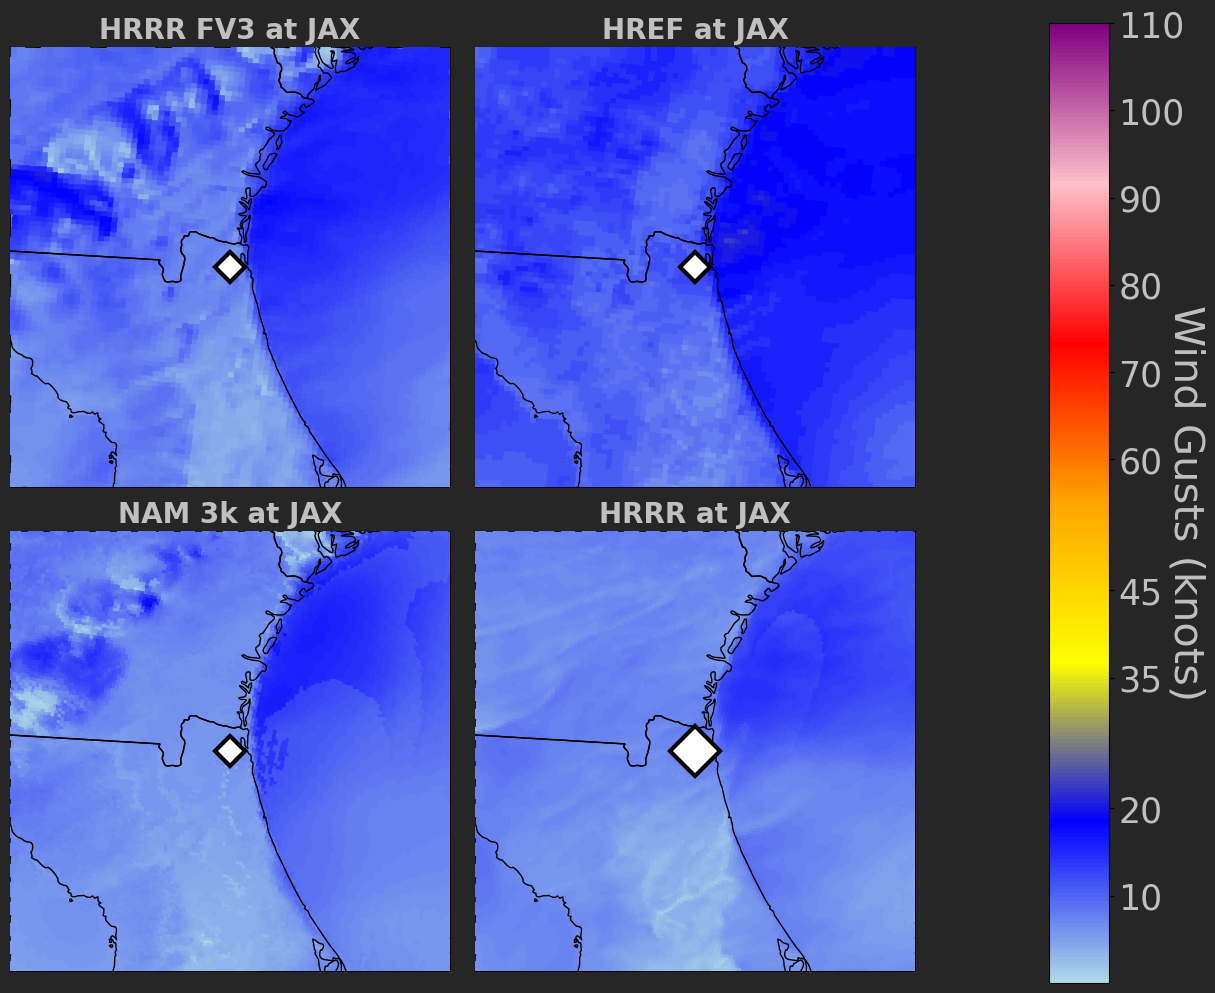 HRRR FV3 at JAX
HREF at JAX
NAM 3k at JAX
HRRR at JAX
110
100
90
80
70
60
45
35
20
10
Wind Gusts (knots)